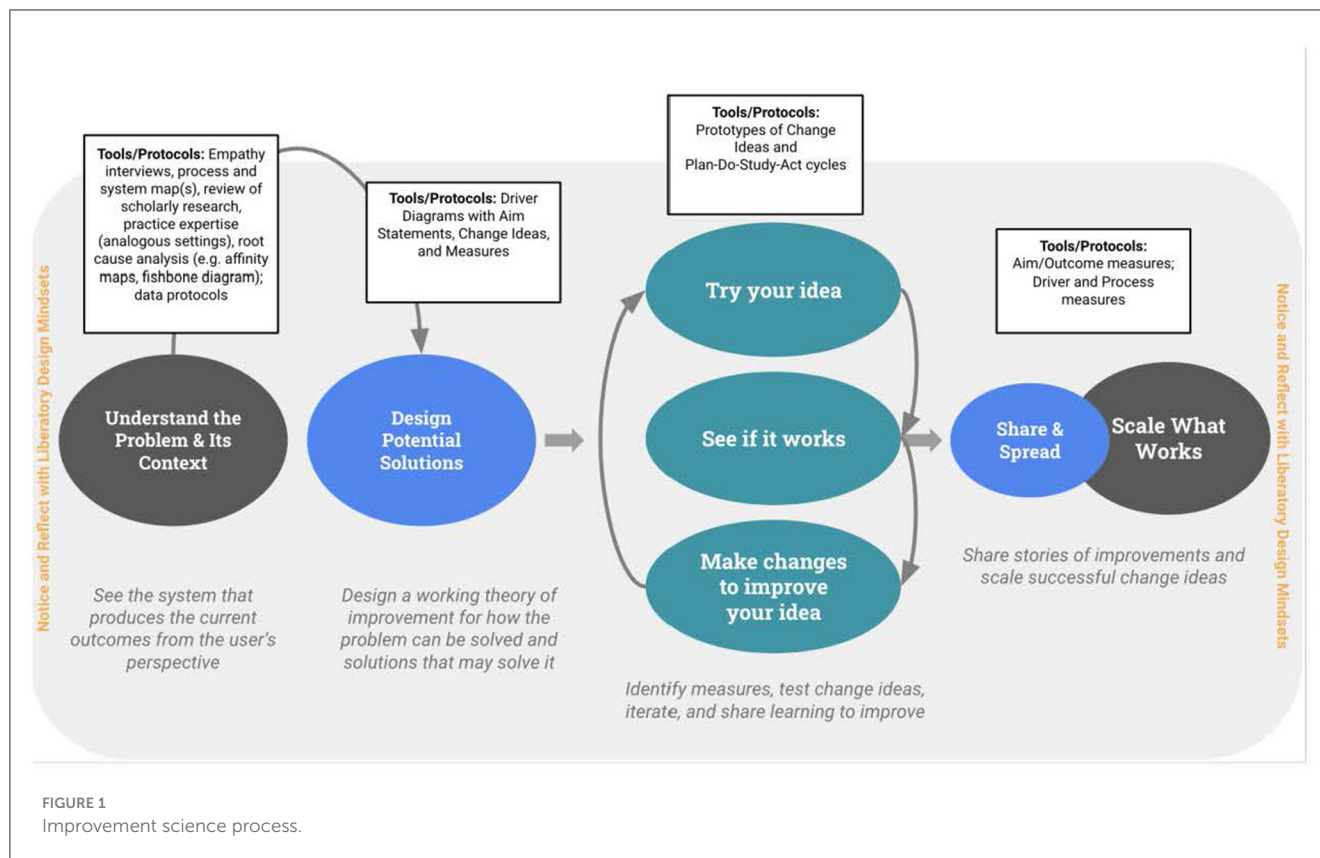 Tools/Protocols: Empathy
interviews, process and
system map(s), review of
scholarly research,
practice expertise
(analogous settings), root
cause analysis (e.g. affinity
maps, fishbone diagram);
data protocols
Tools/Protocols: Driver
Diagrams with Aim
Statements, Change Ideas,
and Measures
Tools/Protocols:
Prototypes of Change
Ideas and
Plan-Do-Study-Act cycles
Tools/Protocols:
Aim/Outcome measures;
Driver and Process
measures
Notice and Reflect with Liberatory Design Mindsets
Understand the
Problem & Its
Context
Design
Potential
Solutions
Try your idea
See if it works
Make changes
to improve
your idea
Share &
Spread
Scale What
Works
Notice and Reflect with Liberatory Design Mindsets
See the system that
produces the current
outcomes from the user's
perspective
Design a working theory of
improvement for how the
problem can be solved and
solutions that may solve it
Identify measures, test change ideas,
iterate, and share learning to improve
Share stories of improvements and
scale successful change ideas
FIGURE 1
Improvement science process.